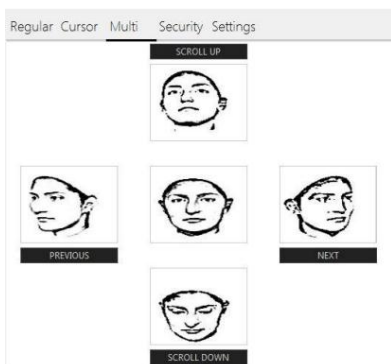 Regular Cursor Multi Security Settings
SCROLL UP
PREVIOUS
NEXT
SCROLL DOWN